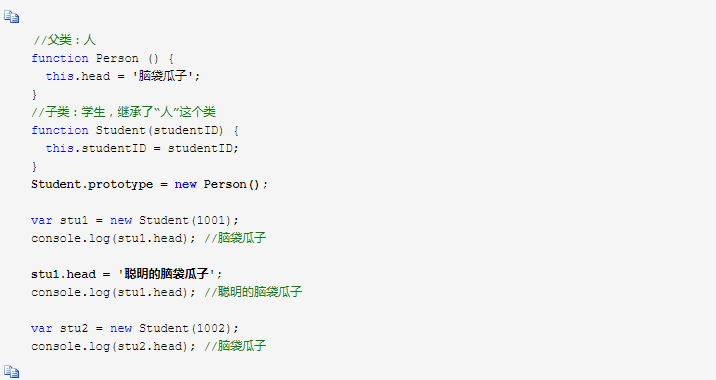 //父类：人
function Person () {
  this.head = '脑袋瓜子';
}
//子类：学生，继承了“人”这个类
function Student(studentID) {
  this.studentID = studentID;
}
Student.prototype = new Person();

var stu1 = new Student(1001);
console.log(stu1.head); //脑袋瓜子

stu1.head = '聪明的脑袋瓜子';
console.log(stu1.head); //聪明的脑袋瓜子

var stu2 = new Student(1002);
console.log(stu2.head); //脑袋瓜子